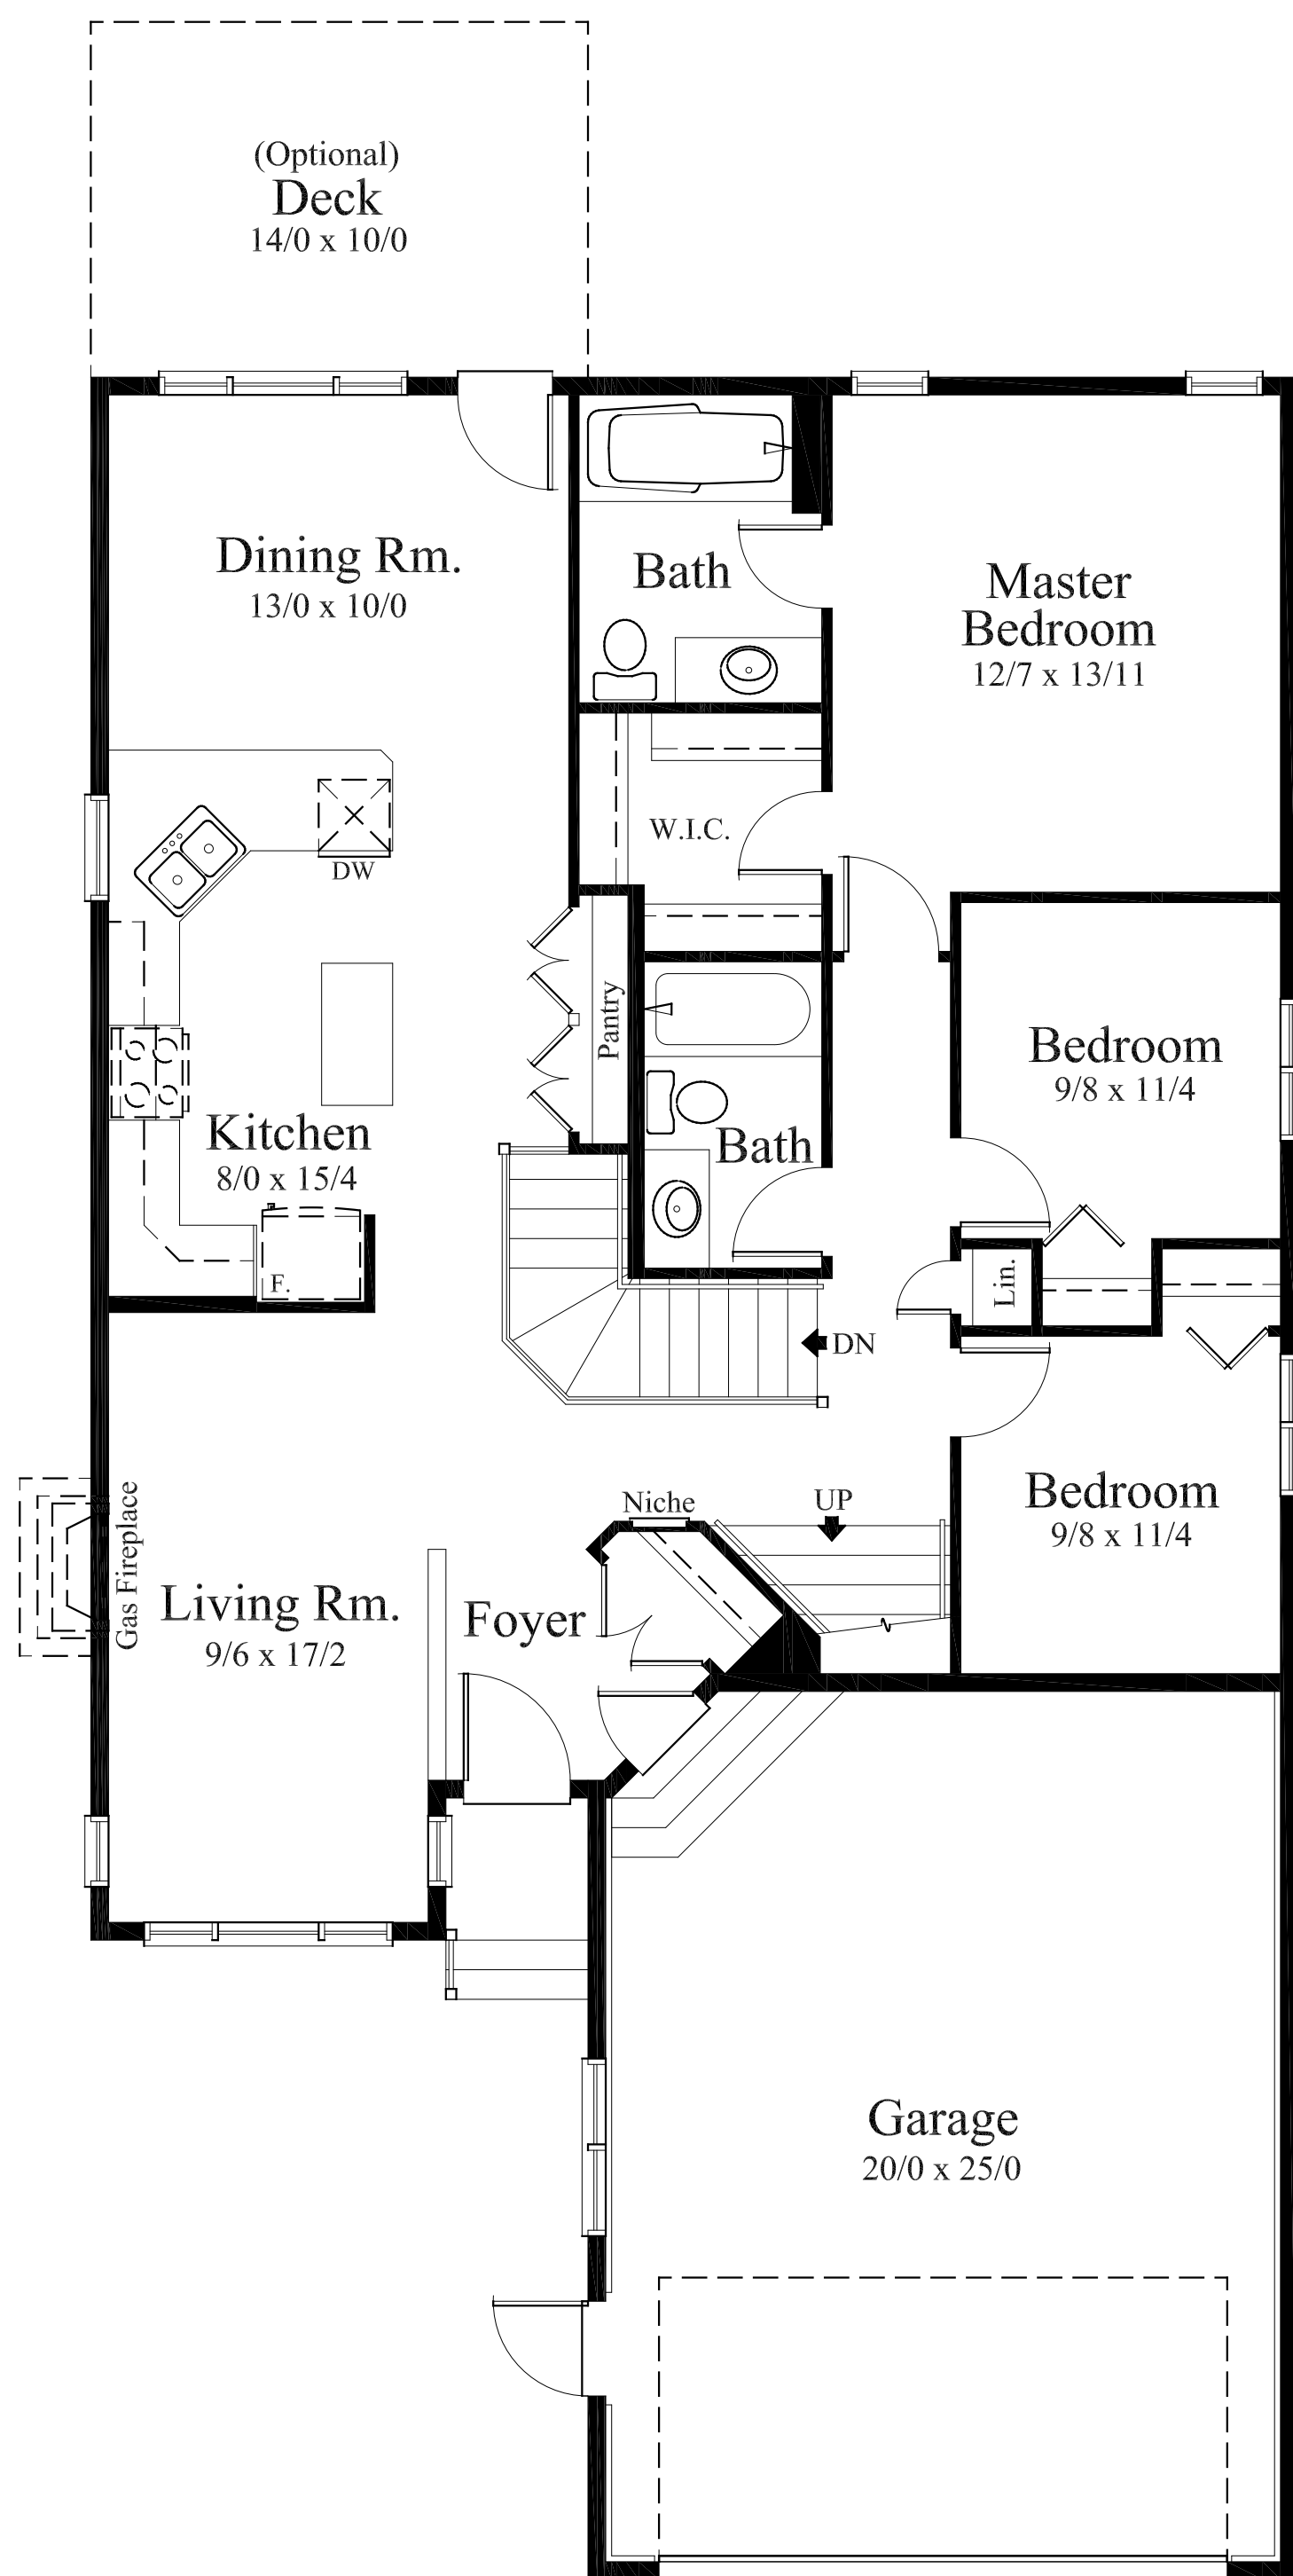 (Optional)
Deck
14/0 x 10/0
Dining Rm.
13/0 x 10/0
Bath
Master
Bedroom
12/7 x 13/11
W.I.C.
DW
Pantry
Bedroom
9/8 x 11/4
Kitchen
8/0 x 15/4
Bath
F.
Lin.
DN
Gas Fireplace
Niche
UP
Bedroom
9/8 x 11/4
Living Rm.
9/6 x 17/2
Foyer
Garage
20/0 x 25/0